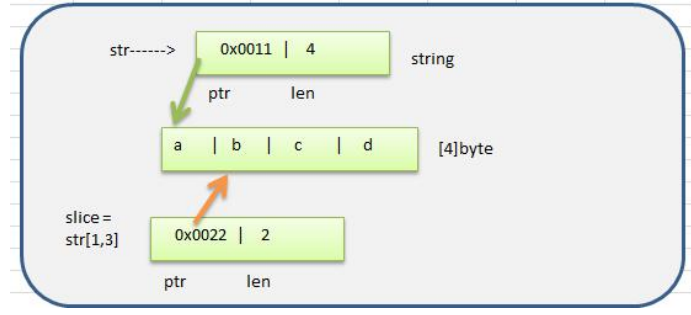 str------> 0x0011 | 4 string
ptr len
a | b | c | d [4]byte
slice =
str[1,3]
0x0022 | 2
ptr len